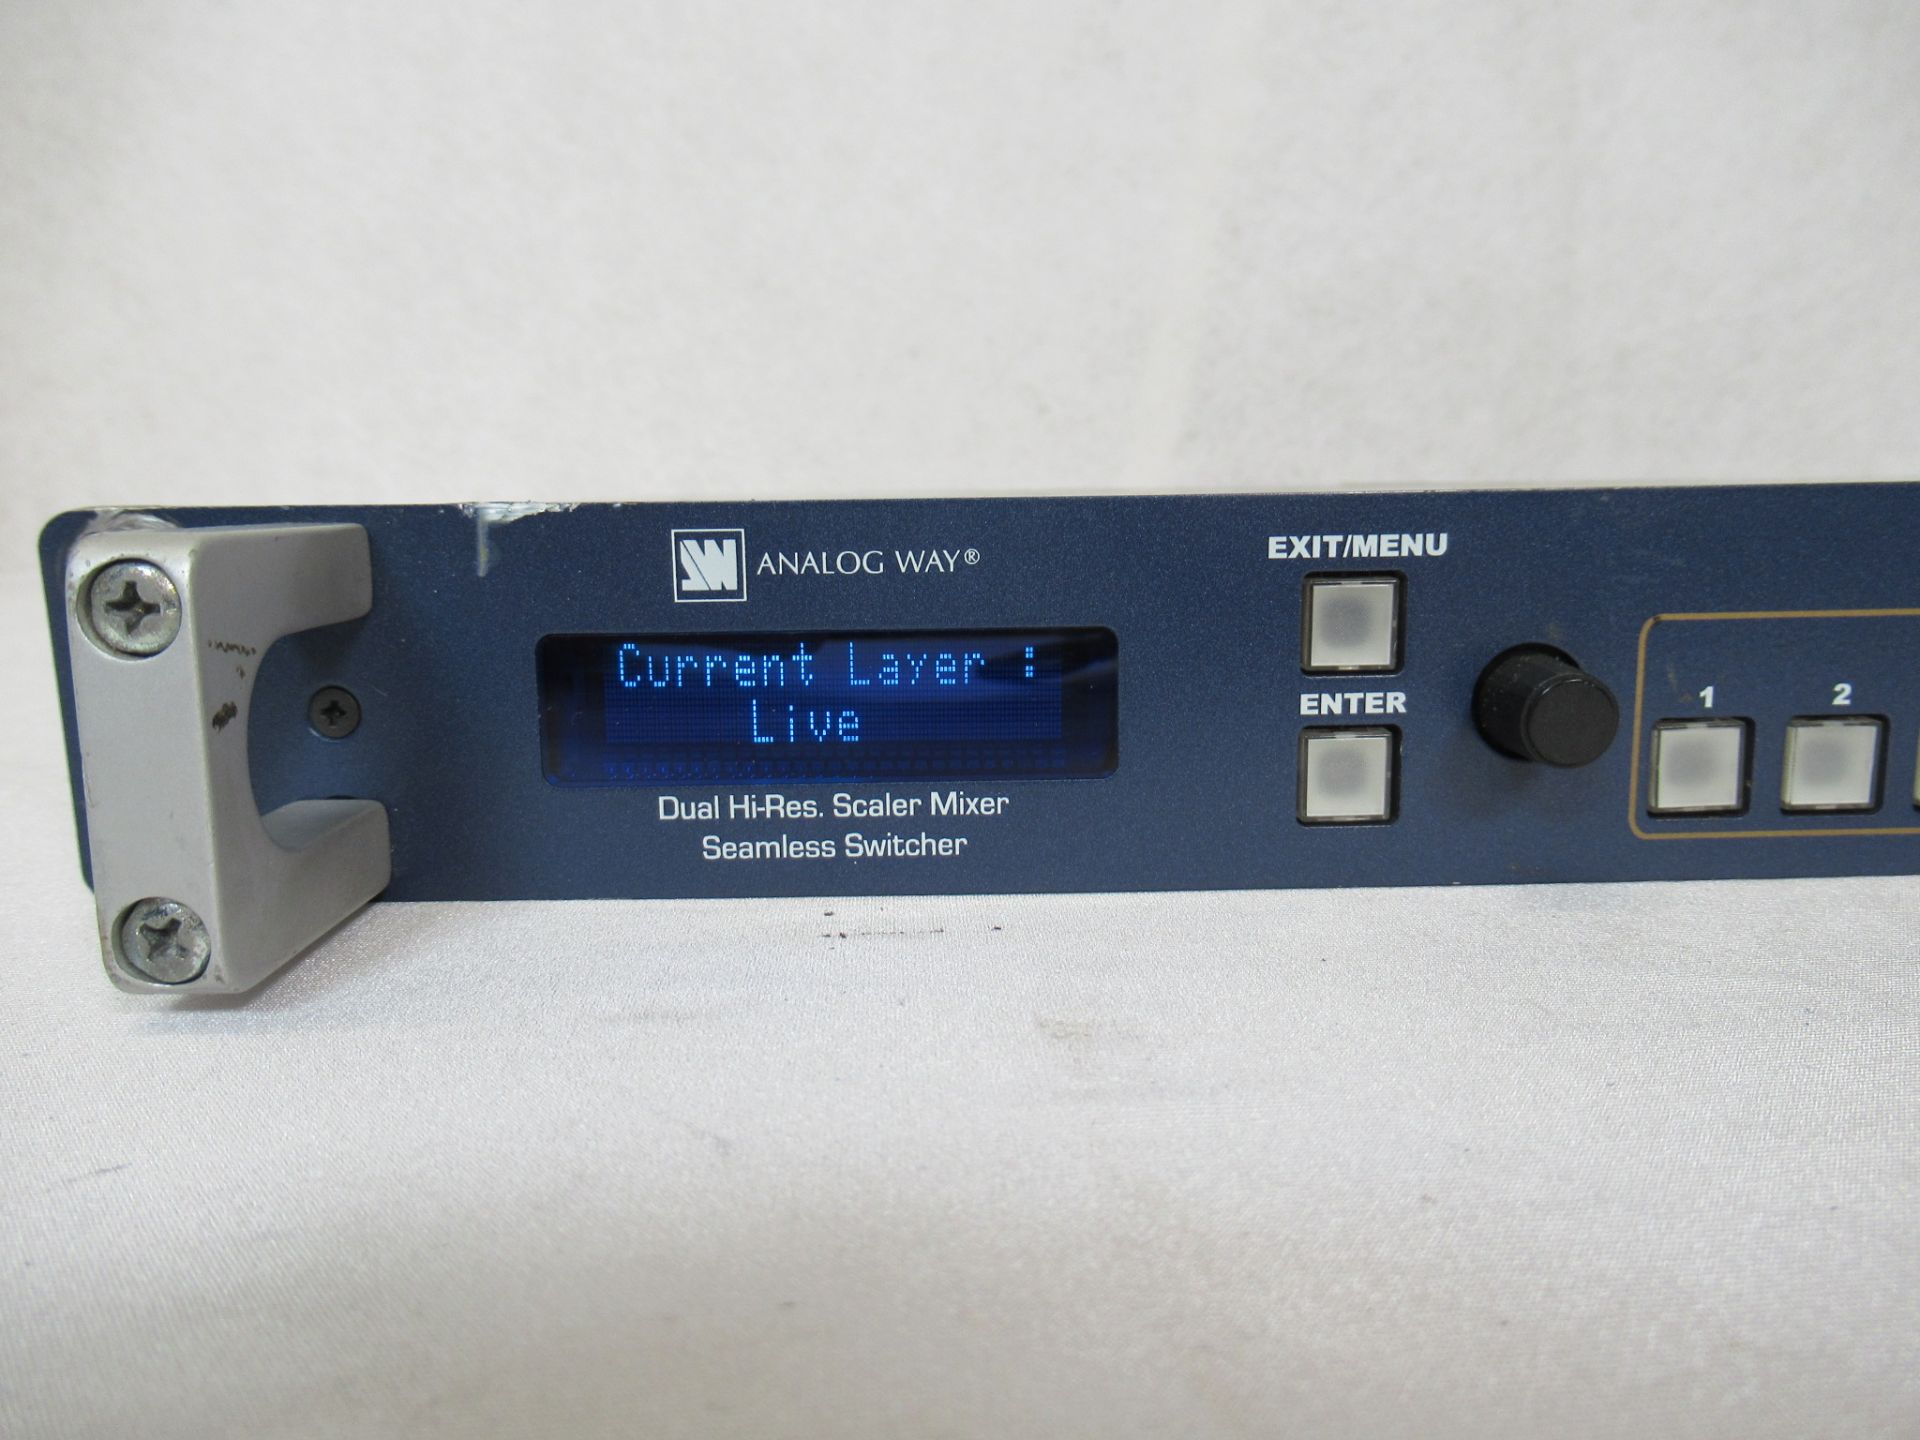 ANALOG WAY®
Current Layer :
Live
Dual Hi-Res. Scaler Mixer
Seamless Switcher
EXIT/MENU
ENTER
1
2